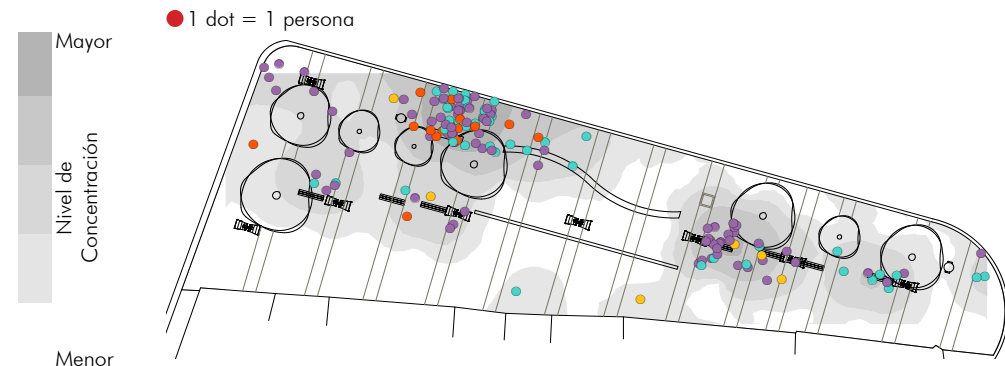 1 dot = 1 persona
Mayor
Nivel de
Concentración
Menor